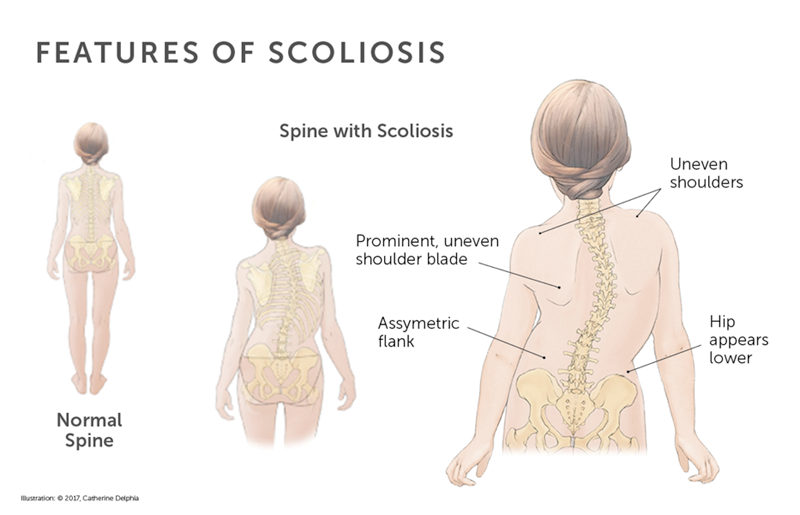 FEATURES OF SCOLIOSIS
Spine with Scoliosis
Uneven
shoulders
Prominent, uneven
shoulder blade
Assymetric
flank
Hip
appears
lower
Normal
Spine
Illustration: © 2017, Catherine Delphia